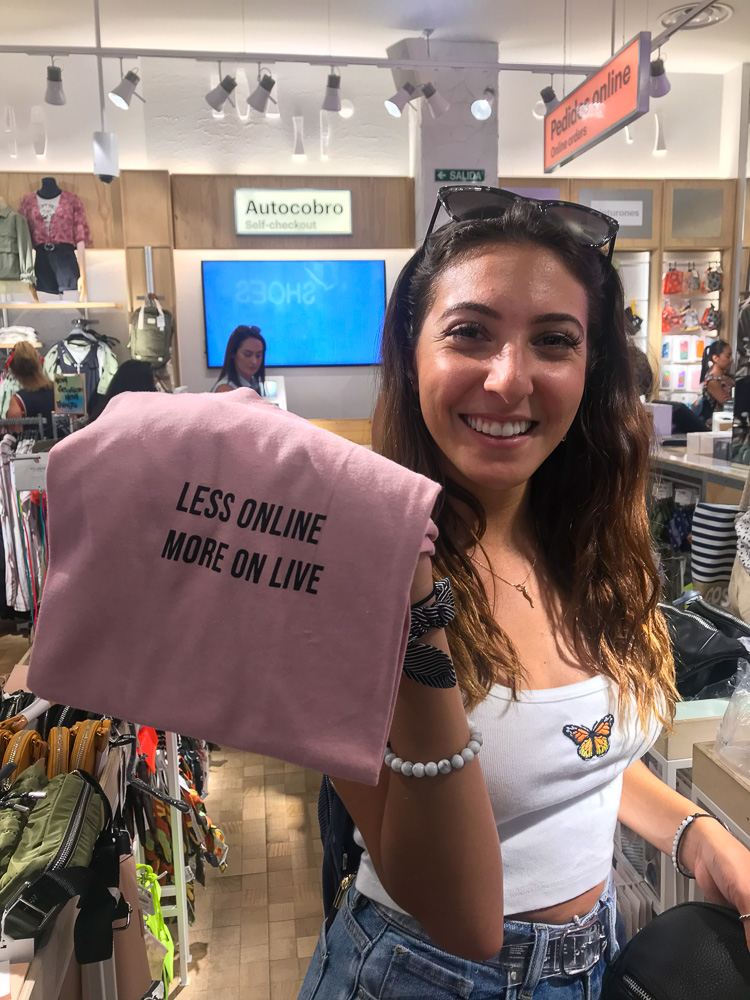 Pedidos online
Online orders
SALIDA
Autocobro
Self-checkout
SHOES
LESS ONLINE
MORE ON LIVE